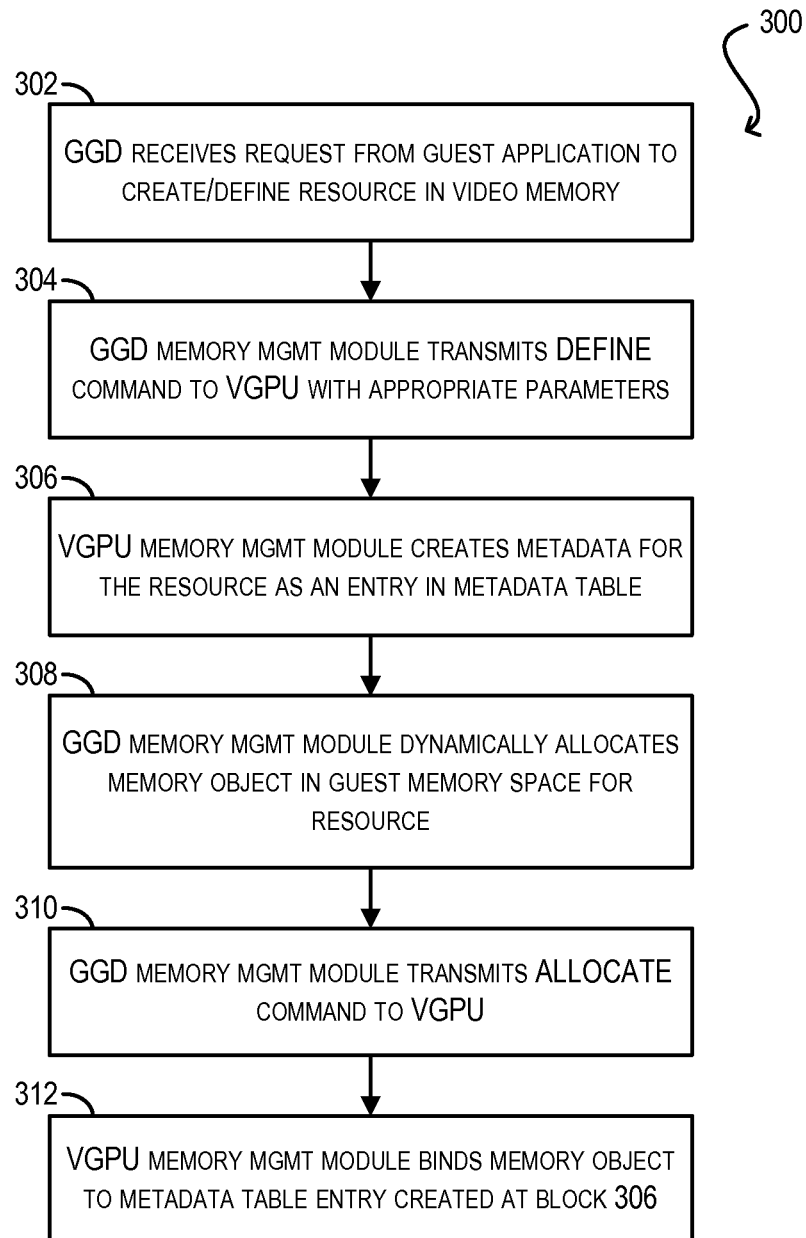 300
302
GGD RECEIVES REQUEST FROM GUEST APPLICATION TO
CREATE/DEFINE RESOURCE IN VIDEO MEMORY
304
GGD MEMORY MGMT MODULE TRANSMITS DEFINE
COMMAND TO VGPU WITH APPROPRIATE PARAMETERS
306
VGPU MEMORY MGMT MODULE CREATES METADATA FOR
THE RESOURCE AS AN ENTRY IN METADATA TABLE
308
GGD MEMORY MGMT MODULE DYNAMICALLY ALLOCATES
MEMORY OBJECT IN GUEST MEMORY SPACE FOR
RESOURCE
310
GGD MEMORY MGMT MODULE TRANSMITS ALLOCATE
COMMAND TO VGPU
312
VGPU MEMORY MGMT MODULE BINDS MEMORY OBJECT
TO METADATA TABLE ENTRY CREATED AT BLOCK 306